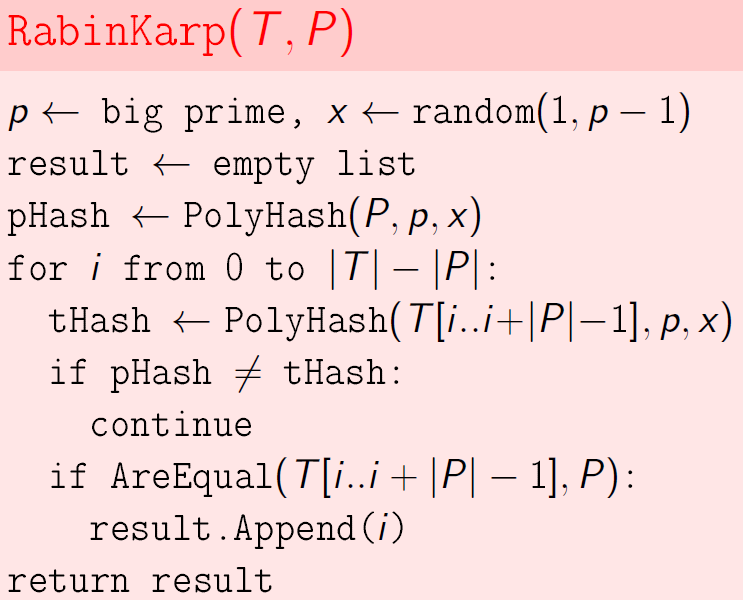 RabinKarp(T, P)
p ← big prime, x ← random(1, p − 1)
result ← empty list
pHash ← PolyHash(P, p, x)
for i from 0 to |T| − |P|:
tHash ← PolyHash(T[i..i+|P|−1], p, x)
if pHash ≠ tHash:
continue
if AreEqual(T[i..i + |P| − 1], P):
result.Append(i)
return result